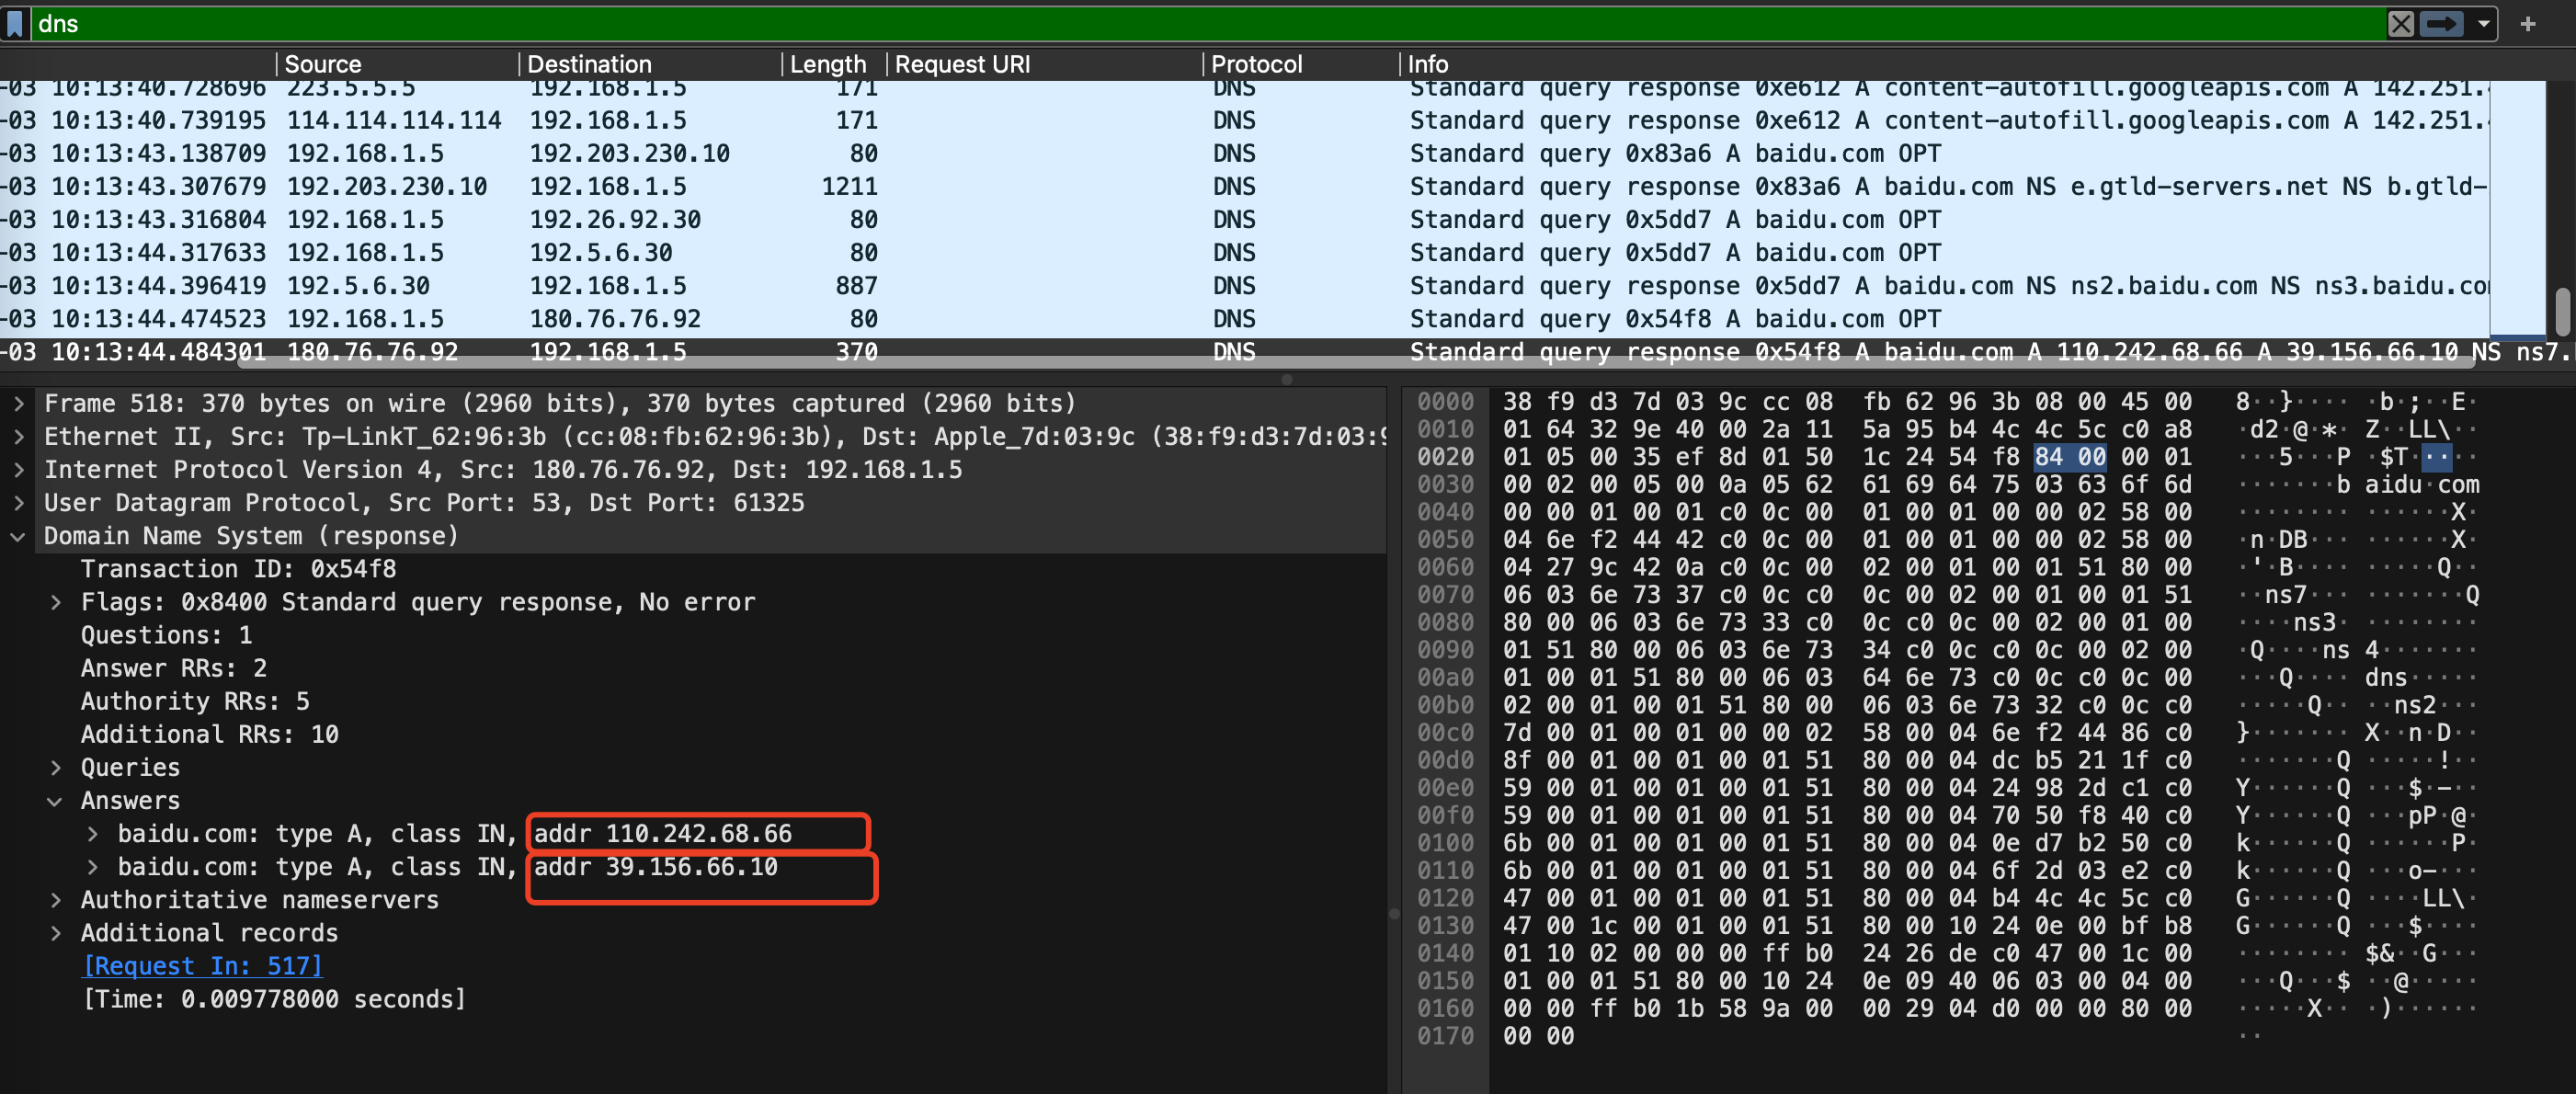 dns
Source Destination Length Request URI Protocol Info
-03 10:13:40.728696 223.5.5.5 192.168.1.5 171 DNS Standard query response 0xe612 A content-autofill.googleapis.com A 142.251.
-03 10:13:40.739195 114.114.114.114 192.168.1.5 171 DNS Standard query response 0xe612 A content-autofill.googleapis.com A 142.251.
-03 10:13:43.138709 192.168.1.5 192.203.230.10 80 DNS Standard query 0x83a6 A baidu.com OPT
-03 10:13:43.307679 192.203.230.10 192.168.1.5 1211 DNS Standard query response 0x83a6 A baidu.com NS e.gtld-servers.net NS b.gtld-
-03 10:13:43.316804 192.168.1.5 192.26.92.30 80 DNS Standard query 0x5dd7 A baidu.com OPT
-03 10:13:44.317633 192.168.1.5 192.5.6.30 80 DNS Standard query 0x5dd7 A baidu.com OPT
-03 10:13:44.396419 192.5.6.30 192.168.1.5 887 DNS Standard query response 0x5dd7 A baidu.com NS ns2.baidu.com NS ns3.baidu.co
-03 10:13:44.474523 192.168.1.5 180.76.76.92 80 DNS Standard query 0x54f8 A baidu.com OPT
-03 10:13:44.484301 180.76.76.92 192.168.1.5 370 DNS Standard query response 0x54f8 A baidu.com A 110.242.68.66 A 39.156.66.10 NS ns7.
Frame 518: 370 bytes on wire (2960 bits), 370 bytes captured (2960 bits)
Ethernet II, Src: Tp-LinkT_62:96:3b (cc:08:fb:62:96:3b), Dst: Apple_7d:03:9c (38:f9:d3:7d:03:9
Internet Protocol Version 4, Src: 180.76.76.92, Dst: 192.168.1.5
User Datagram Protocol, Src Port: 53, Dst Port: 61325
Domain Name System (response)
Transaction ID: 0x54f8
Flags: 0x8400 Standard query response, No error
Questions: 1
Answer RRs: 2
Authority RRs: 5
Additional RRs: 10
Queries
Answers
baidu.com: type A, class IN, addr 110.242.68.66
baidu.com: type A, class IN, addr 39.156.66.10
Authoritative nameservers
Additional records
[Request In: 517]
[Time: 0.009778000 seconds]
0000 38 f9 d3 7d 03 9c cc 08 fb 62 96 3b 08 00 45 00 8··}···· ·b·;··E·
0010 01 64 32 9e 40 00 2a 11 5a 95 b4 4c 4c 5c c0 a8 ·d2·@·*· Z··LL\··
0020 01 05 00 35 ef 8d 01 50 1c 24 54 f8 84 00 00 01 ···5···P ·$T·····
0030 00 02 00 05 00 0a 05 62 61 69 64 75 03 63 6f 6d ·······b aidu·com
0040 00 00 01 00 01 c0 0c 00 01 00 01 00 00 02 58 00 ········ ······X·
0050 04 6e f2 44 42 c0 0c 00 01 00 01 00 00 02 58 00 ·n·DB··· ······X·
0060 04 27 9c 42 0a c0 0c 00 02 00 01 00 01 51 80 00 ·'·B···· ·····Q··
0070 06 03 6e 73 37 c0 0c c0 0c 00 02 00 01 00 01 51 ··ns7··· ·······Q
0080 80 00 06 03 6e 73 33 c0 0c c0 0c 00 02 00 01 00 ····ns3· ········
0090 01 51 80 00 06 03 6e 73 34 c0 0c c0 0c 00 02 00 ·Q····ns 4·······
00a0 01 00 01 51 80 00 06 03 64 6e 73 c0 0c c0 0c 00 ···Q···· dns·····
00b0 02 00 01 00 01 51 80 00 06 03 6e 73 32 c0 0c c0 ·····Q·· ··ns2···
00c0 7d 00 01 00 01 00 00 02 58 00 04 6e f2 44 86 c0 }······· X··n·D··
00d0 8f 00 01 00 01 00 01 51 80 00 04 dc b5 21 1f c0 ·······Q ·····!··
00e0 59 00 01 00 01 00 01 51 80 00 04 24 98 2d c1 c0 Y······Q ···$·-··
00f0 59 00 01 00 01 00 01 51 80 00 04 70 50 f8 40 c0 Y······Q ···pP·@·
0100 6b 00 01 00 01 00 01 51 80 00 04 0e d7 b2 50 c0 k······Q ······P·
0110 6b 00 01 00 01 00 01 51 80 00 04 6f 2d 03 e2 c0 k······Q ···o-···
0120 47 00 01 00 01 00 01 51 80 00 04 b4 4c 4c 5c c0 G······Q ····LL\·
0130 47 00 1c 00 01 00 01 51 80 00 10 24 0e 00 bf b8 G······Q ···$····
0140 01 10 02 00 00 00 ff b0 24 26 de c0 47 00 1c 00 ········ $&··G···
0150 01 00 01 51 80 00 10 24 0e 09 40 06 03 00 04 00 ···Q···$ ··@·····
0160 00 00 ff b0 1b 58 9a 00 00 29 04 d0 00 00 80 00 ·····X·· ·)······
0170 00 00 ··